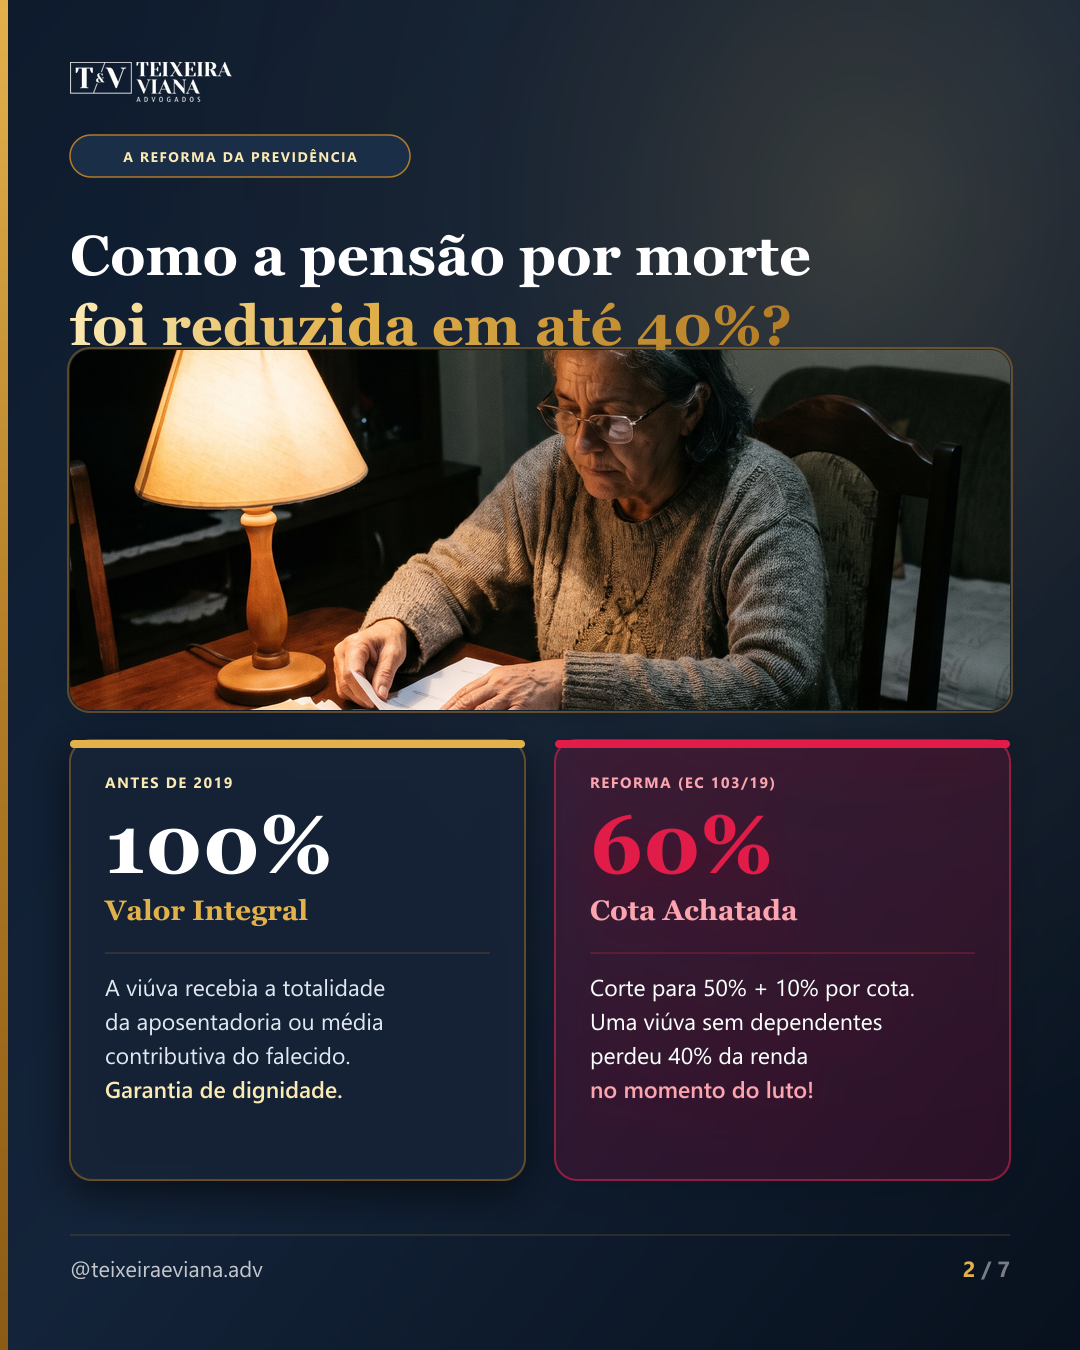 T&V TEIXEIRA
VIANA
ADVOGADOS
A REFORMA DA PREVIDÊNCIA
Como a pensão por morte
foi reduzida em até 40%?
ANTES DE 2019
100%
Valor Integral
A viúva recebia a totalidade
da aposentadoria ou média
contributiva do falecido.
Garantia de dignidade.
REFORMA (EC 103/19)
60%
Cota Achatada
Corte para 50% + 10% por cota.
Uma viúva sem dependentes
perdeu 40% da renda
no momento do luto!
@teixeiraeviana.adv
2 / 7